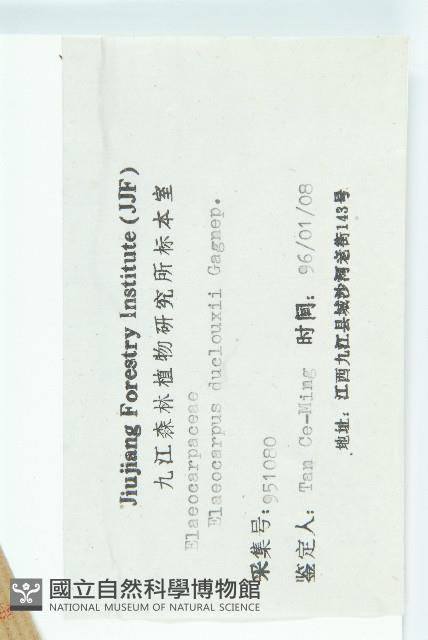 Jiujiang Forestry Institute (JJF)
九江森林植物研究所标本室
Elaeocarpaceae
Elaeocarpus duclouxii Gagnep.
采集号: 951080
鉴定人: Tan Ce-Ming 时间: 96/01/08
地址: 江西九江县城沙河老街143号
國立自然科學博物館
NATIONAL MUSEUM OF NATURAL SCIENCE